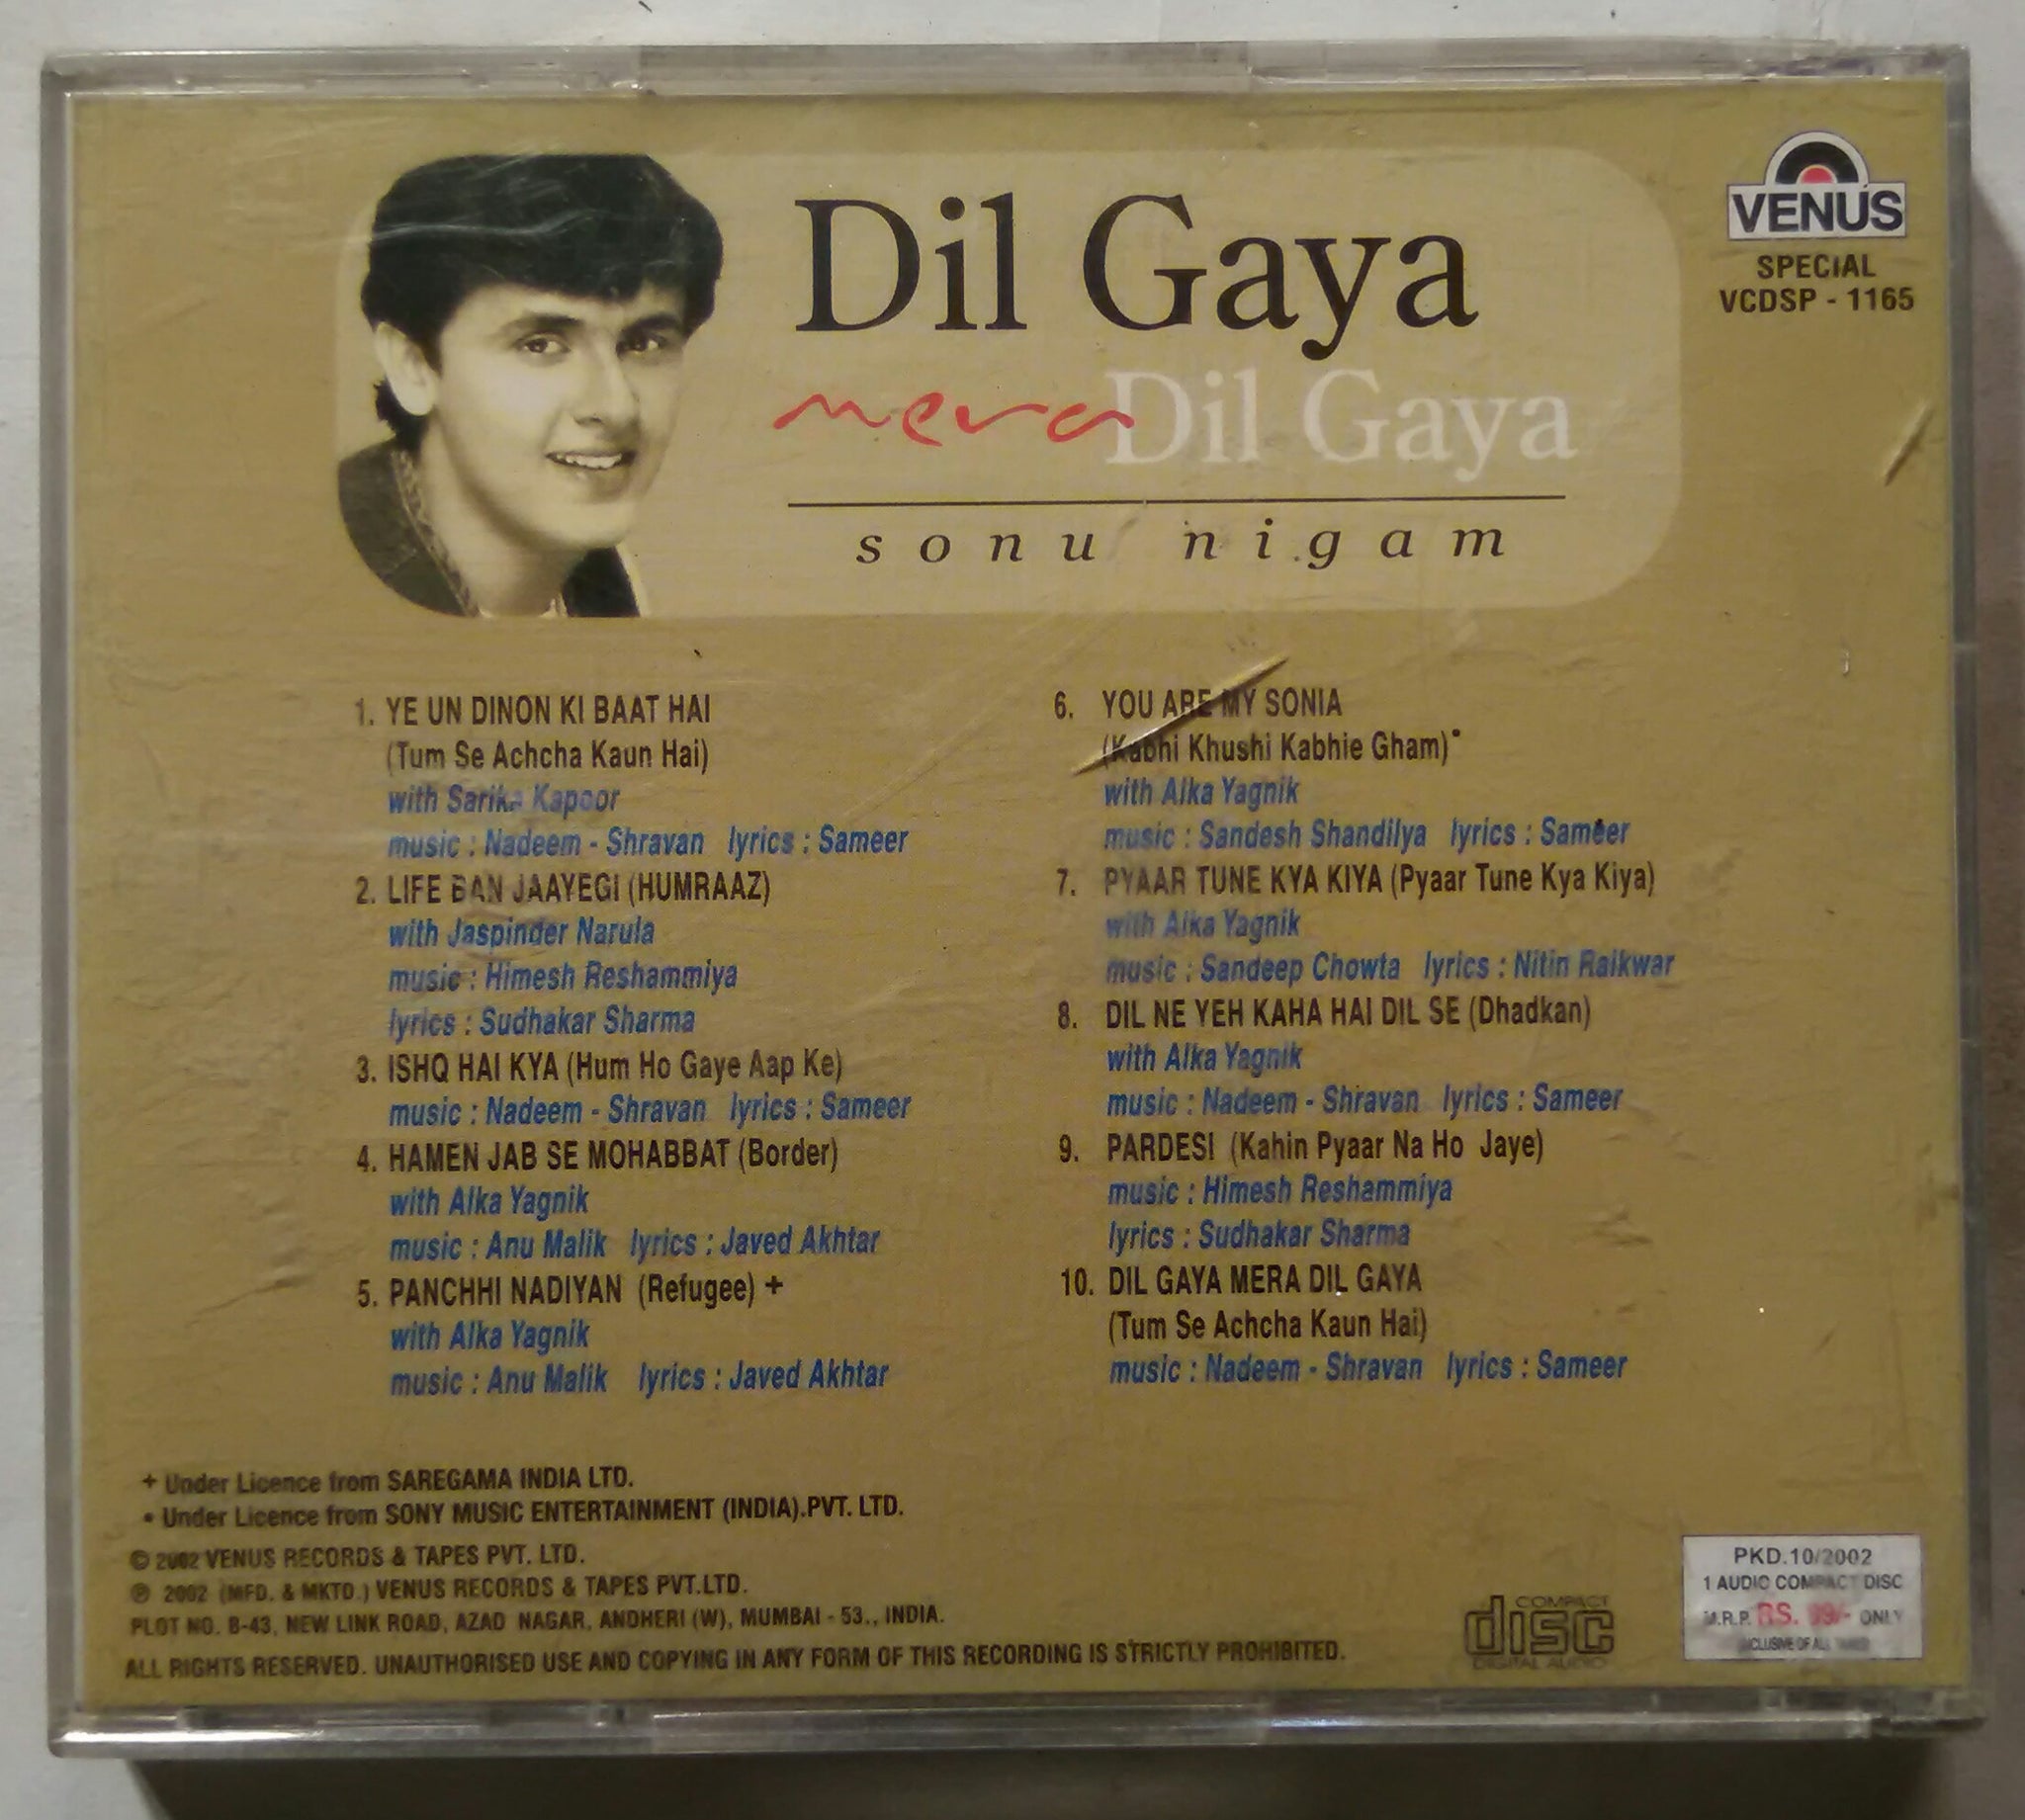 VENUS
SPECIAL
VCDSP - 1165
Dil Gaya
mera Dil Gaya
sonu nigam
1. YE UN DINON KI BAAT HAI
(Tum Se Achcha Kaun Hai)
with Sarika Kapoor
music : Nadeem - Shravan lyrics : Sameer
2. LIFE BAN JAAYEGI (HUMRAAZ)
with Jaspinder Narula
music : Himesh Reshammiya
lyrics : Sudhakar Sharma
3. ISHQ HAI KYA (Hum Ho Gaye Aap Ke)
music : Nadeem - Shravan lyrics : Sameer
4. HAMEN JAB SE MOHABBAT (Border)
with Alka Yagnik
music : Anu Malik lyrics : Javed Akhtar
5. PANCHHI NADIYAN (Refugee) +
with Alka Yagnik
music : Anu Malik lyrics : Javed Akhtar
6. YOU ARE MY SONIA
(Kabhi Khushi Kabhie Gham)•
with Alka Yagnik
music : Sandesh Shandilya lyrics : Sameer
7. PYAAR TUNE KYA KIYA (Pyaar Tune Kya Kiya)
with Alka Yagnik
music : Sandeep Chowta lyrics : Nitin Raikwar
8. DIL NE YEH KAHA HAI DIL SE (Dhadkan)
with Alka Yagnik
music : Nadeem - Shravan lyrics : Sameer
9. PARDESI (Kahin Pyaar Na Ho Jaye)
music : Himesh Reshammiya
lyrics : Sudhakar Sharma
10. DIL GAYA MERA DIL GAYA
(Tum Se Achcha Kaun Hai)
music : Nadeem - Shravan lyrics : Sameer
+ Under Licence from SAREGAMA INDIA LTD.
• Under Licence from SONY MUSIC ENTERTAINMENT (INDIA).PVT. LTD.
© 2002 VENUS RECORDS & TAPES PVT. LTD.
℗ 2002 (MFD. & MKTD.) VENUS RECORDS & TAPES PVT.LTD.
PLOT NO. B-43, NEW LINK ROAD, AZAD NAGAR, ANDHERI (W), MUMBAI - 53., INDIA.
ALL RIGHTS RESERVED. UNAUTHORISED USE AND COPYING IN ANY FORM OF THIS RECORDING IS STRICTLY PROHIBITED.
COMPACT
disc
DIGITAL AUDIO
PKD.10/2002
1 AUDIO COMPACT DISC
M.R.P. RS. 99/- ONLY
INCLUSIVE OF ALL